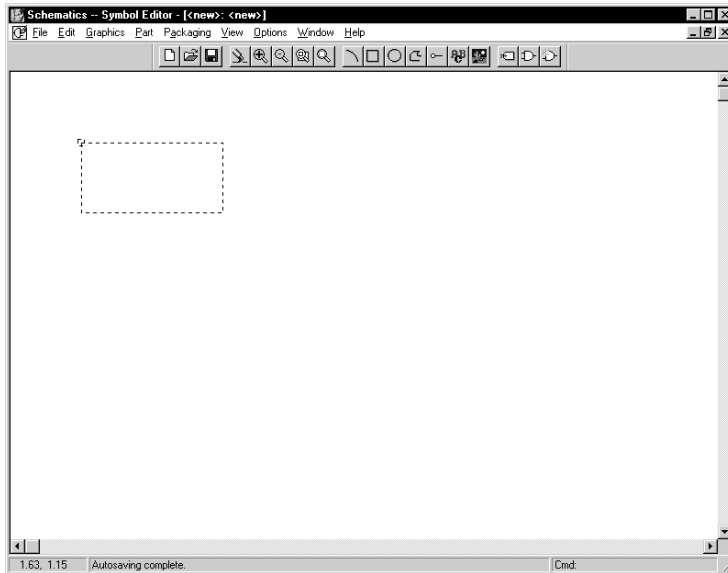 Schematics -- Symbol Editor - [<new>: <new>]
File Edit Graphics Part Packaging View Options Window Help
1.63, 1.15 Autosaving complete. Cmd: